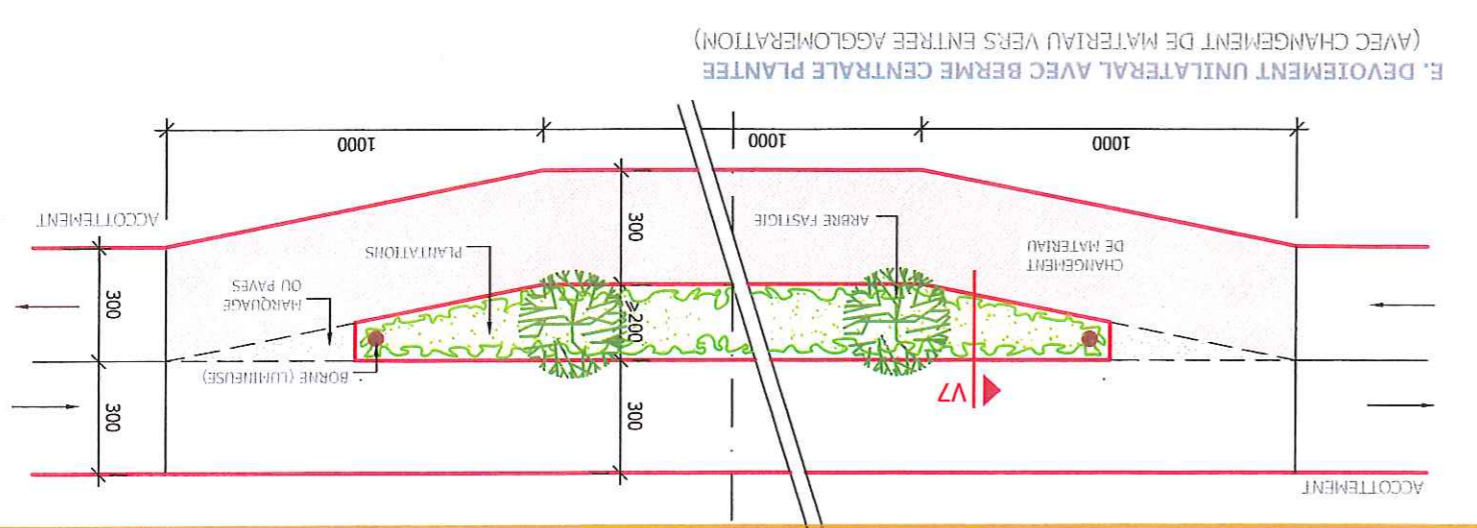 E. DEVOIEMENT UNILATERAL AVEC BERME CENTRALE PLANTEE
(AVEC CHANGEMENT DE MATERIAU VERS ENTREE AGGLOMERATION)
1000
1000
1000
ACCOTTEMENT
300
300
CHANGEMENT
DE MATERIAU
ARBRE FASTIGIE
PLANTATIONS
MARQUAGE
OU PAVES
≥200
BORNE (LUMINEUSE)
300
300
V7
ACCOTTEMENT